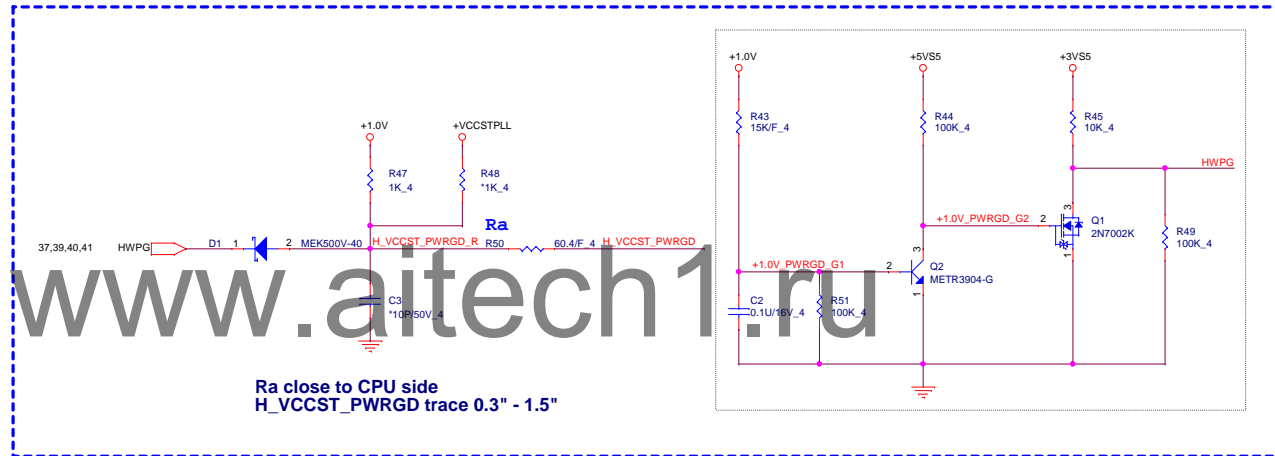 +1.0V
+VCCSTPLL
R47
1K_4
R48
*1K_4
Ra
37,39,40,41
HWPG
D1
1
2
MEK500V-40
H_VCCST_PWRGD_R
R50
60.4/F_4
H_VCCST_PWRGD
C3
*10P/50V_4
Ra close to CPU side
H_VCCST_PWRGD trace 0.3" - 1.5"
+1.0V
+5VS5
+3VS5
R43
15K/F_4
R44
100K_4
R45
10K_4
HWPG
+1.0V_PWRGD_G2
2
3
1
Q1
2N7002K
R49
100K_4
+1.0V_PWRGD_G1
2
3
1
Q2
METR3904-G
C2
0.1U/16V_4
R51
100K_4
www.aitech1.ru